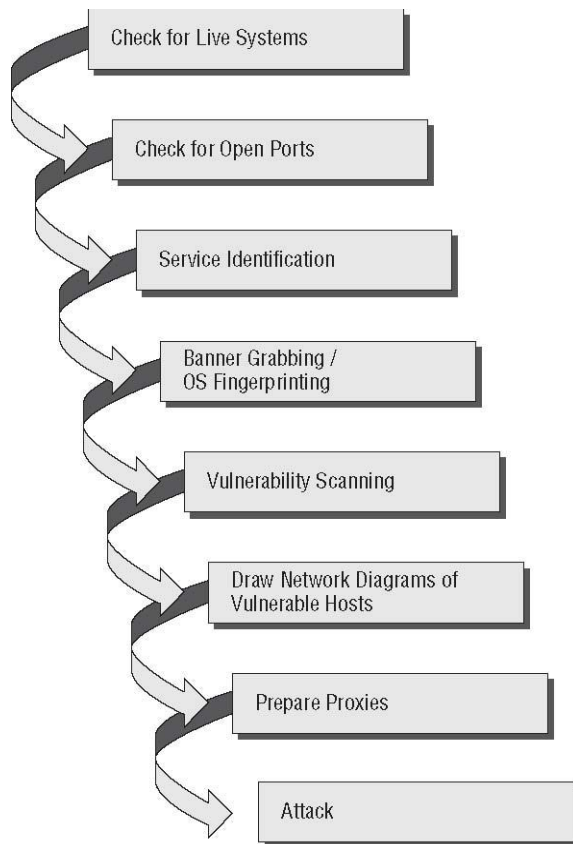 Check for Live Systems
Check for Open Ports
Service Identification
Banner Grabbing /
OS Fingerprinting
Vulnerability Scanning
Draw Network Diagrams of
Vulnerable Hosts
Prepare Proxies
Attack